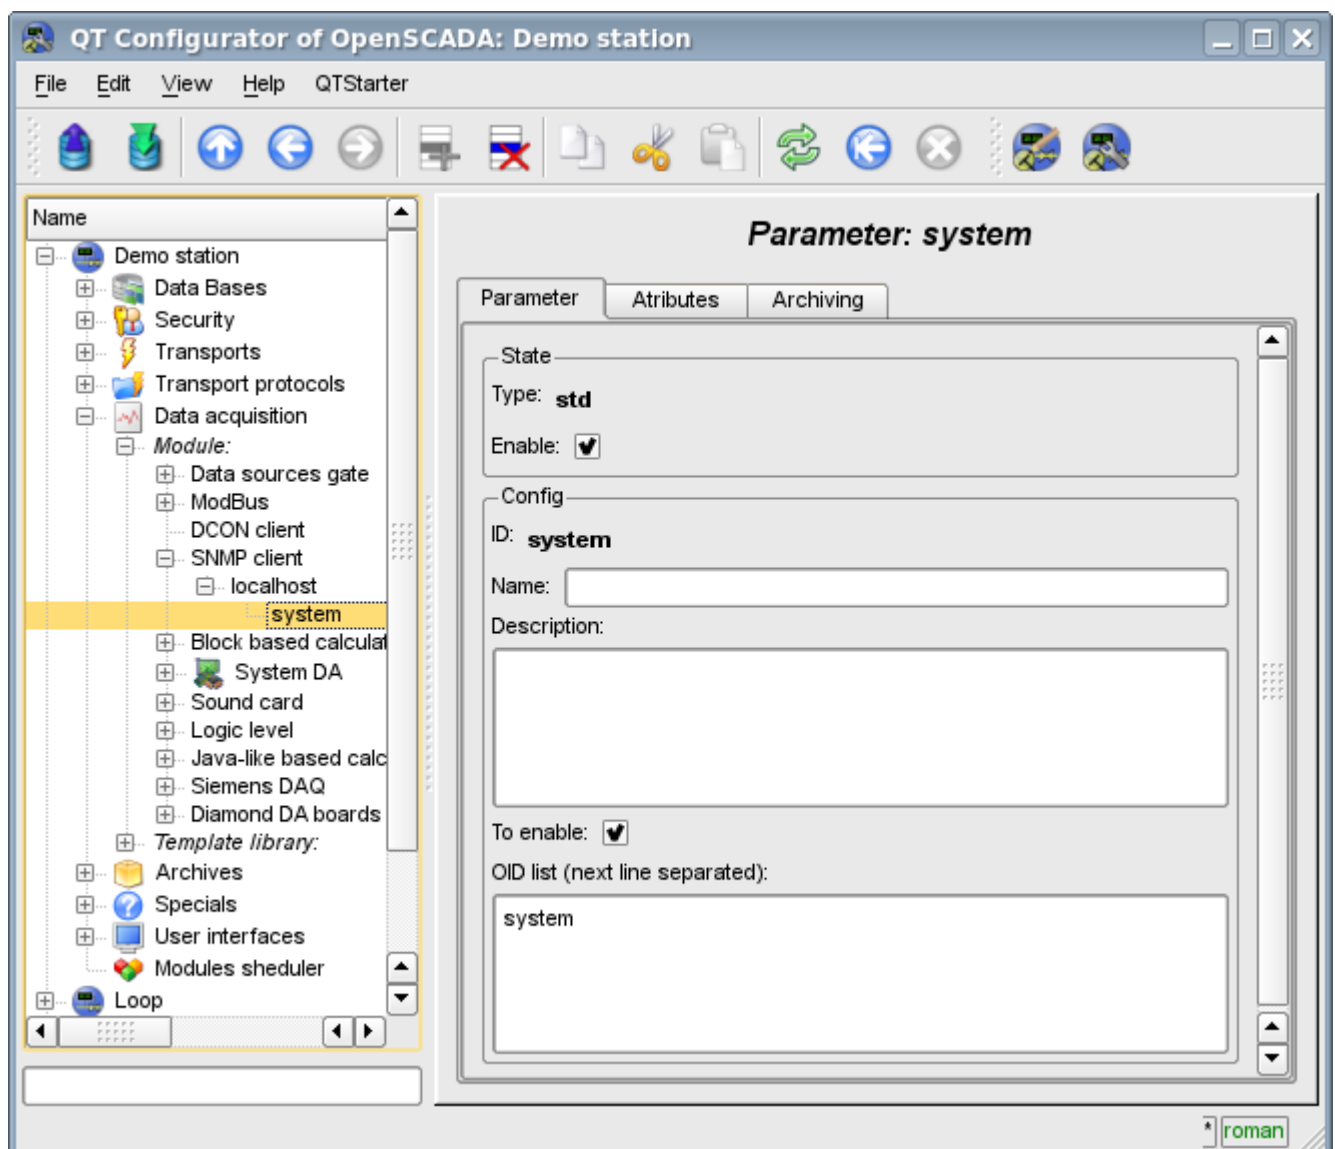 QT Configurator of OpenSCADA: Demo station
File Edit View Help QTStarter
Name
Demo station
Data Bases
Security
Transports
Transport protocols
Data acquisition
Module:
Data sources gate
ModBus
DCON client
SNMP client
localhost
system
Block based calculat
System DA
Sound card
Logic level
Java-like based calc
Siemens DAQ
Diamond DA boards
Template library:
Archives
Specials
User interfaces
Modules sheduler
Loop
Parameter: system
Parameter Atributes Archiving
State
Type: std
Enable:
Config
ID: system
Name:
Description:
To enable:
OID list (next line separated):
system
* roman